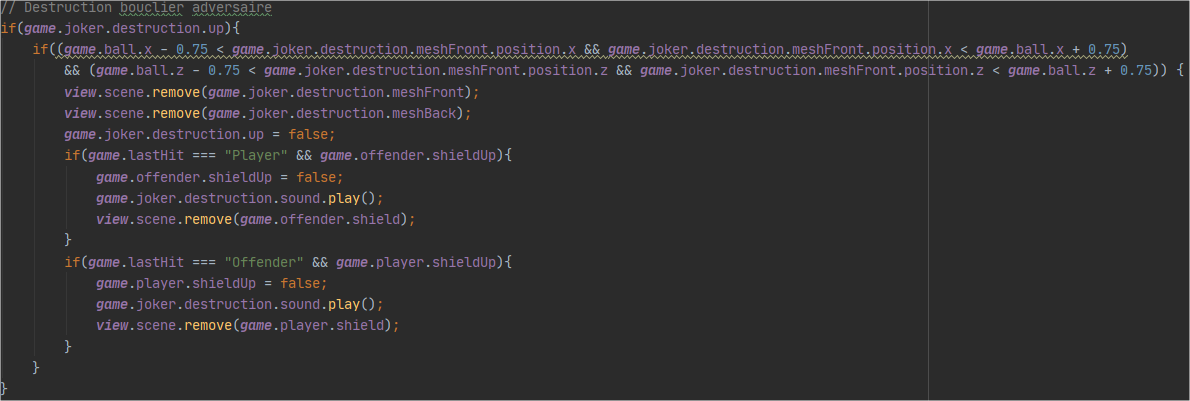 // Destruction bouclier adversaire
if(game.joker.destruction.up){
    if((game.ball.x - 0.75 < game.joker.destruction.meshFront.position.x && game.joker.destruction.meshFront.position.x < game.ball.x + 0.75)
        && (game.ball.z - 0.75 < game.joker.destruction.meshFront.position.z && game.joker.destruction.meshFront.position.z < game.ball.z + 0.75)) {
        view.scene.remove(game.joker.destruction.meshFront);
        view.scene.remove(game.joker.destruction.meshBack);
        game.joker.destruction.up = false;
        if(game.lastHit === "Player" && game.offender.shieldUp){
            game.offender.shieldUp = false;
            game.joker.destruction.sound.play();
            view.scene.remove(game.offender.shield);
        }
        if(game.lastHit === "Offender" && game.player.shieldUp){
            game.player.shieldUp = false;
            game.joker.destruction.sound.play();
            view.scene.remove(game.player.shield);
        }
    }
}